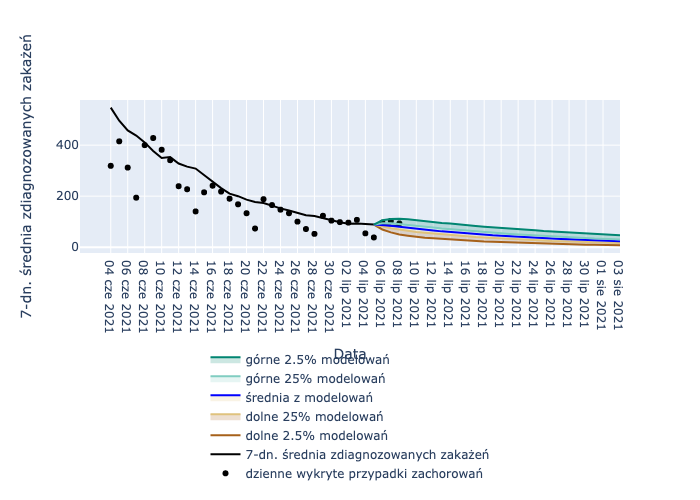 7-dn. średnia zdiagnozowanych zakażeń
400
200
0
04 cze 2021
06 cze 2021
08 cze 2021
10 cze 2021
12 cze 2021
14 cze 2021
16 cze 2021
18 cze 2021
20 cze 2021
22 cze 2021
24 cze 2021
26 cze 2021
28 cze 2021
30 cze 2021
02 lip 2021
04 lip 2021
06 lip 2021
08 lip 2021
10 lip 2021
12 lip 2021
14 lip 2021
16 lip 2021
18 lip 2021
20 lip 2021
22 lip 2021
24 lip 2021
26 lip 2021
28 lip 2021
30 lip 2021
01 sie 2021
03 sie 2021
Data
górne 2.5% modelowań
górne 25% modelowań
średnia z modelowań
dolne 25% modelowań
dolne 2.5% modelowań
7-dn. średnia zdiagnozowanych zakażeń
dzienne wykryte przypadki zachorowań